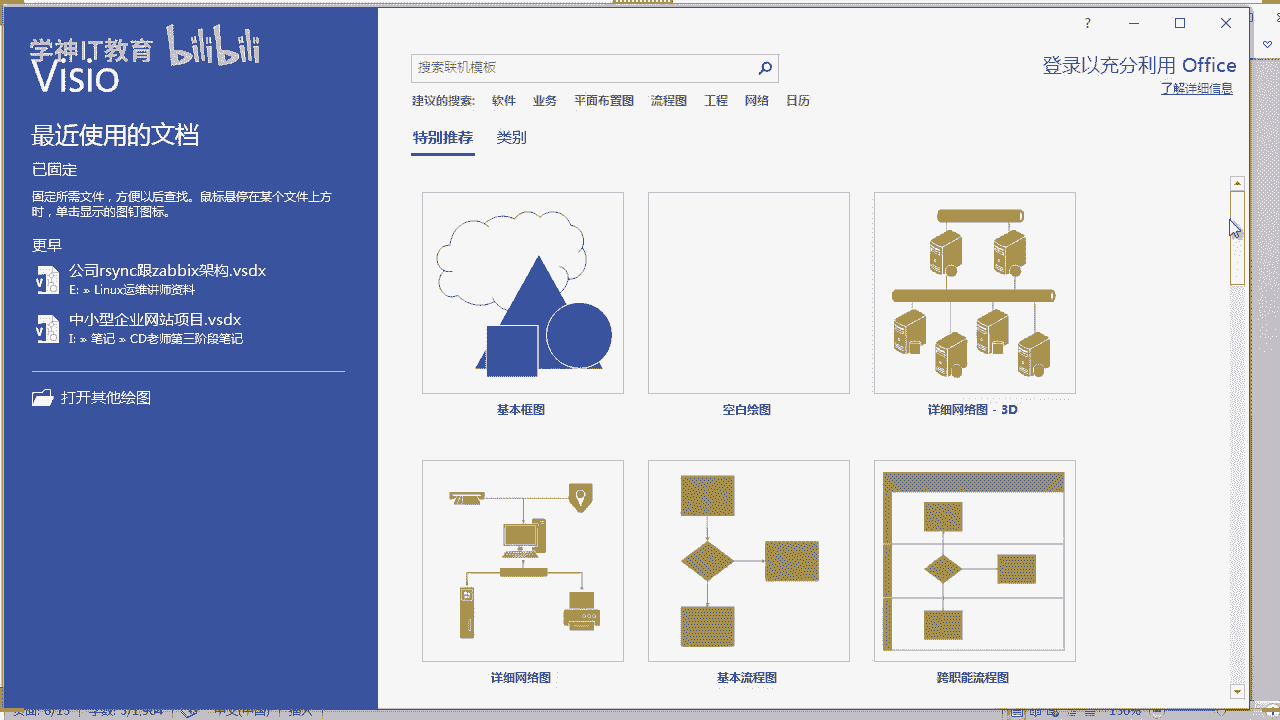 学神IT教育 bilibili
Visio
最近使用的文档
已固定
固定所需文件，方便以后查找。鼠标悬停在某个文件上方
时，单击显示的图钉图标。
更早
公司rsync跟zabbix架构.vsdx
E: » Linux运维讲师资料
中小型企业网站项目.vsdx
I: » 笔记 » CD老师第三阶段笔记
打开其他绘图
?
登录以充分利用 Office
了解详细信息
搜索联机模板
建议的搜索: 软件 业务 平面布置图 流程图 工程 网络 日历
特别推荐 类别
基本框图 空白绘图 详细网络图 - 3D
详细网络图 基本流程图 跨职能流程图